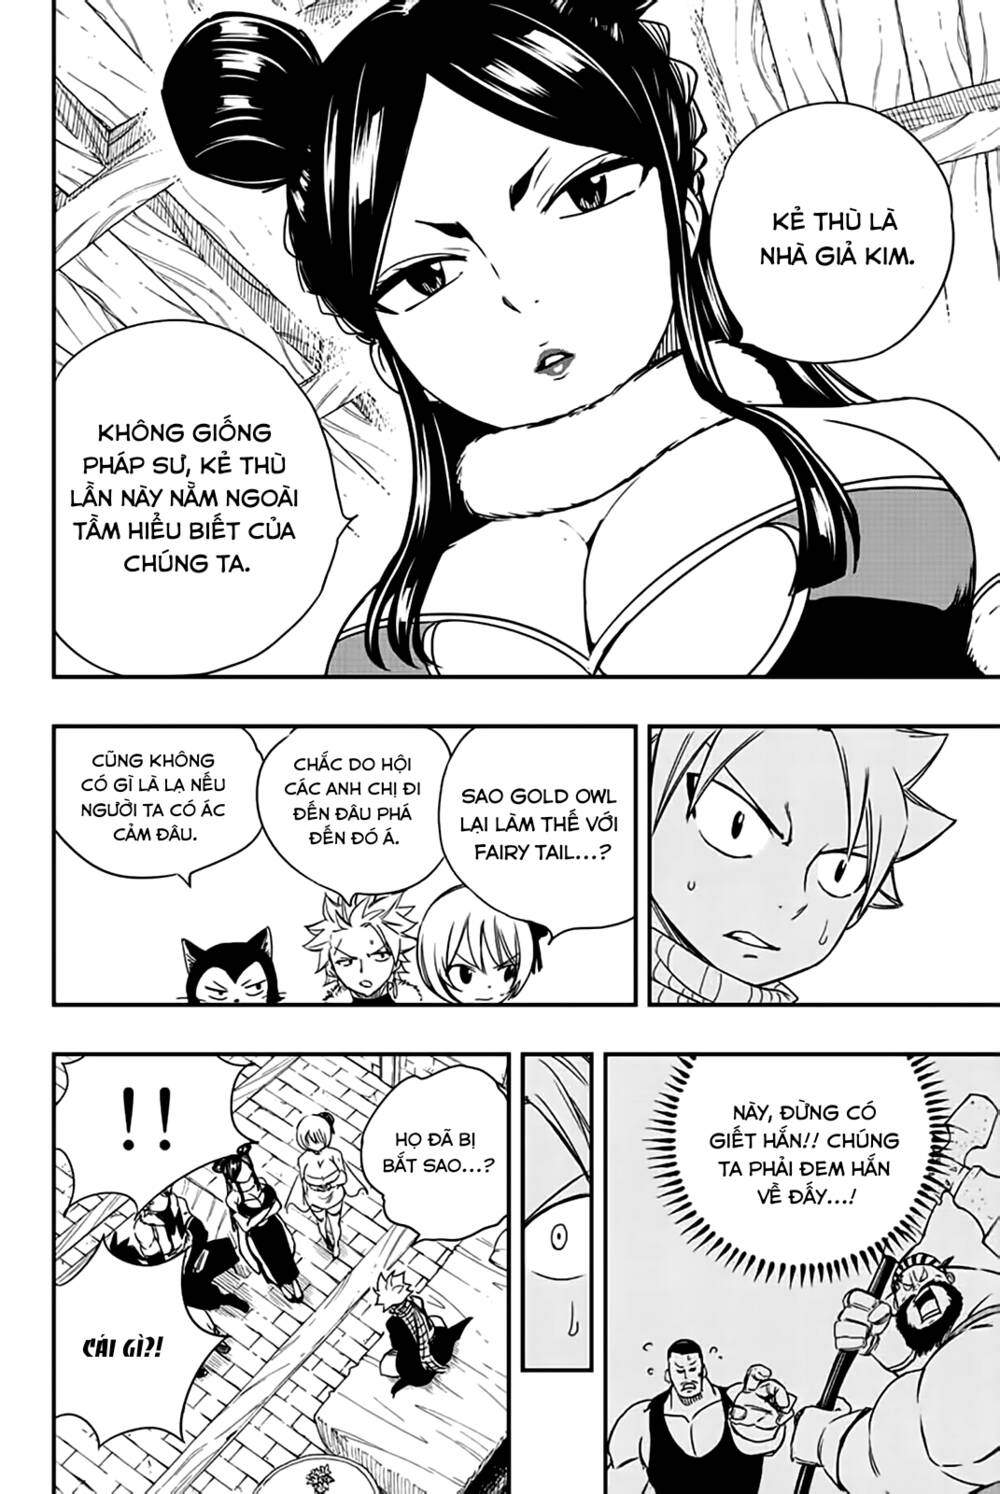 KẺ THÙ LÀ
NHÀ GIẢ KIM.
KHÔNG GIỐNG
PHÁP SƯ, KẺ THÙ
LẦN NÀY NẰM NGOÀI
TẦM HIỂU BIẾT CỦA
CHÚNG TA.
CŨNG KHÔNG
CÓ GÌ LÀ LẠ NẾU
NGƯỜI TA CÓ ÁC
CẢM ĐÂU.
CHẮC DO HỘI
CÁC ANH CHỊ ĐI
ĐẾN ĐÂU PHÁ
ĐẾN ĐÓ Á.
SAO GOLD OWL
LẠI LÀM THẾ VỚI
FAIRY TAIL...?
!!
CÁI GÌ?!
HỌ ĐÃ BỊ
BẮT SAO...?
NÀY, ĐỪNG CÓ
GIẾT HẮN!! CHÚNG
TA PHẢI ĐEM HẮN
VỀ ĐẤY...!